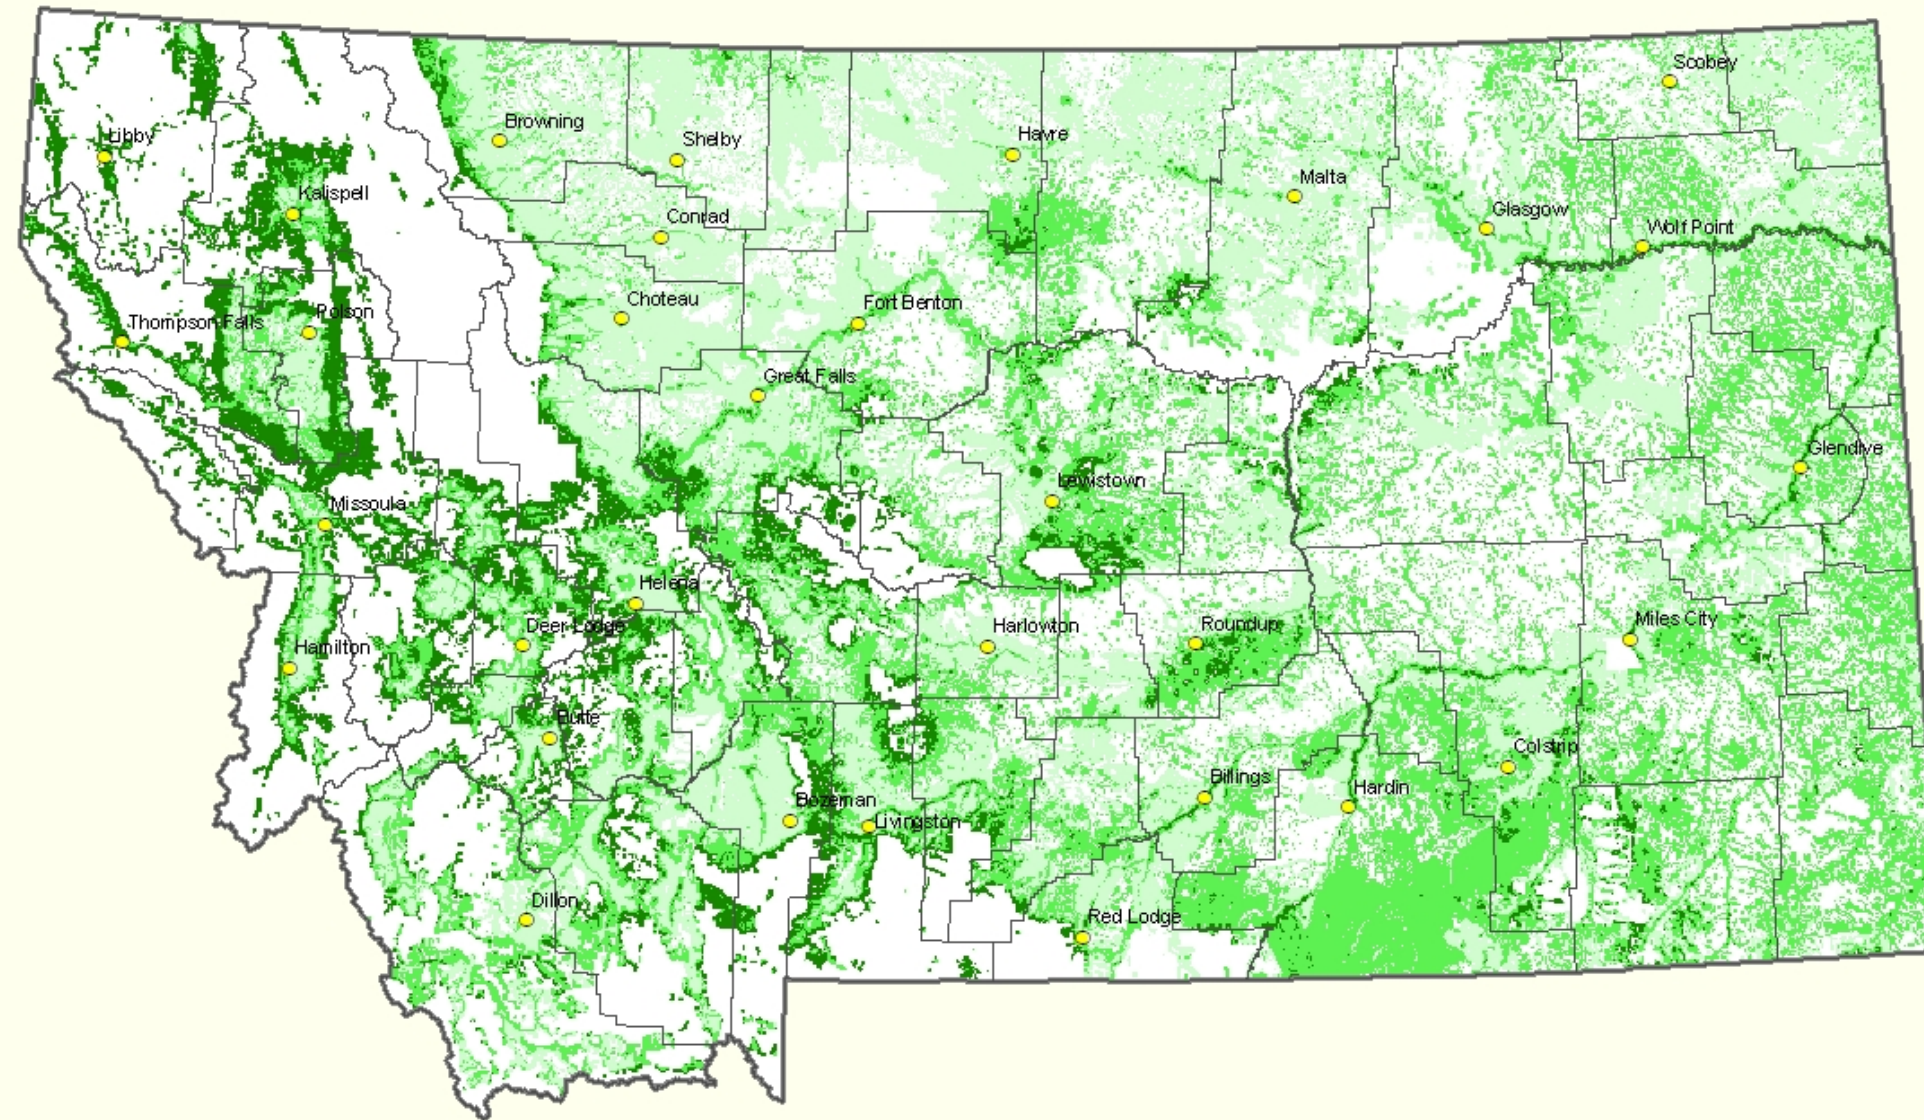 Scobey
Browning
Shelby
Havre
Libby
Malta
Kalispell
Conrad
Glasgow
Wolf Point
Choteau
Fort Benton
Thompson Falls
Polson
Great Falls
Glendive
Lewistown
Missoula
Helena
Deer Lodge
Harlowton
Roundup
Miles City
Hamilton
Butte
Colstrip
Billings
Hardin
Bozeman
Livingston
Dillon
Red Lodge